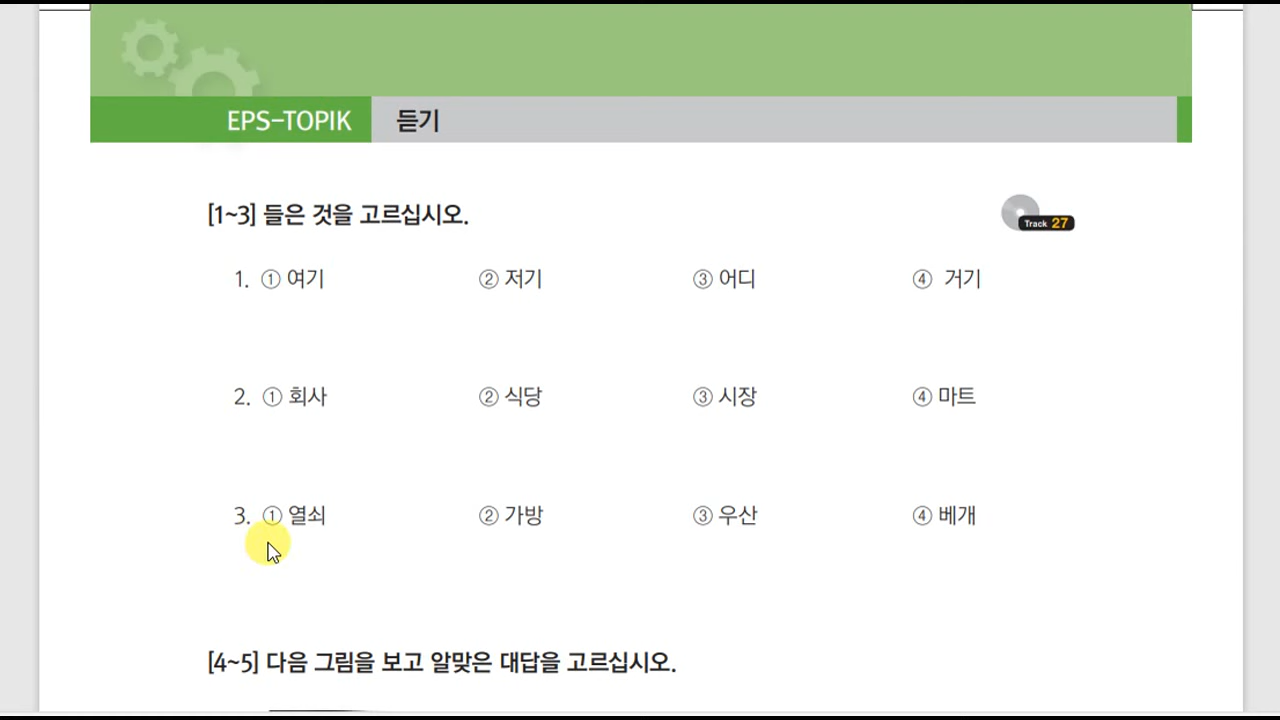 EPS-TOPIK 듣기
[1~3] 들은 것을 고르십시오.
Track 27
1. ① 여기 ② 저기 ③ 어디 ④ 거기
2. ① 회사 ② 식당 ③ 시장 ④ 마트
3. ① 열쇠 ② 가방 ③ 우산 ④ 베개
[4~5] 다음 그림을 보고 알맞은 대답을 고르십시오.